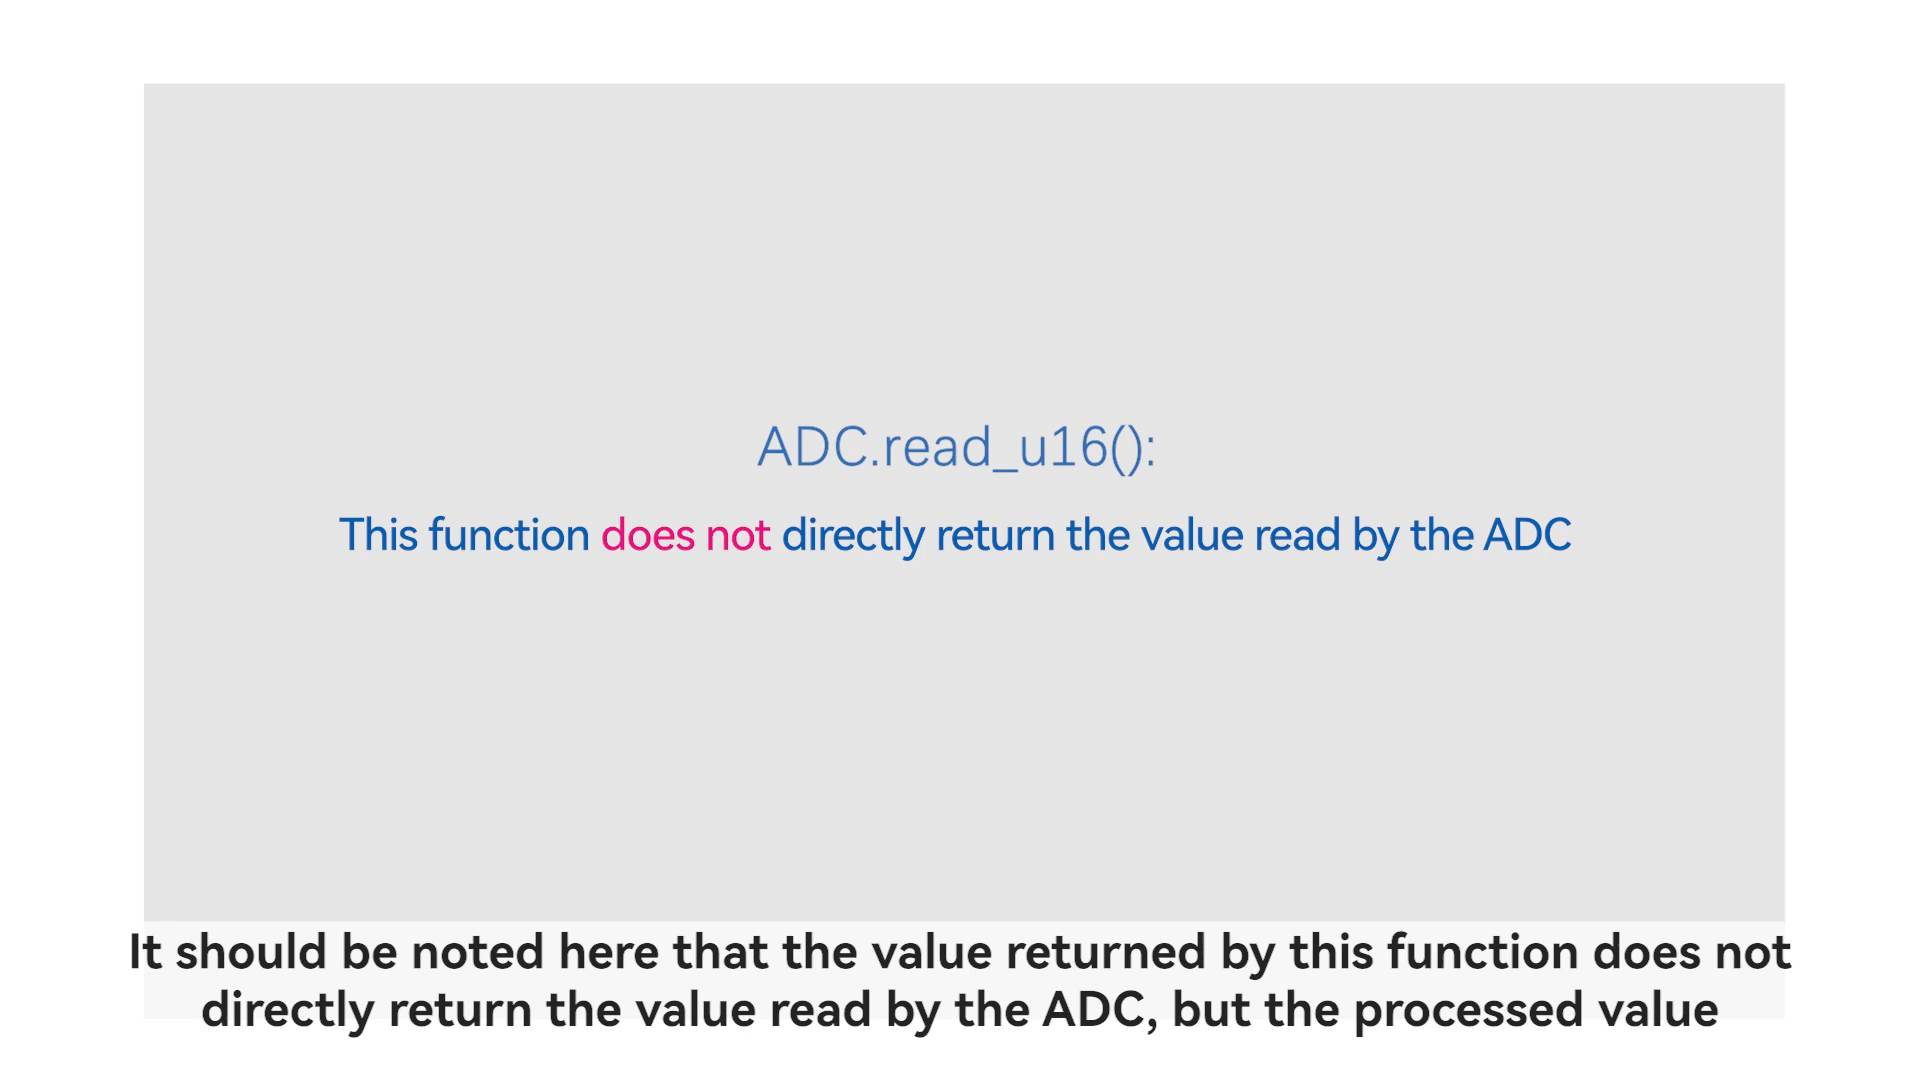 ADC.read_u16():
This function does not directly return the value read by the ADC
It should be noted here that the value returned by this function does not
directly return the value read by the ADC, but the processed value